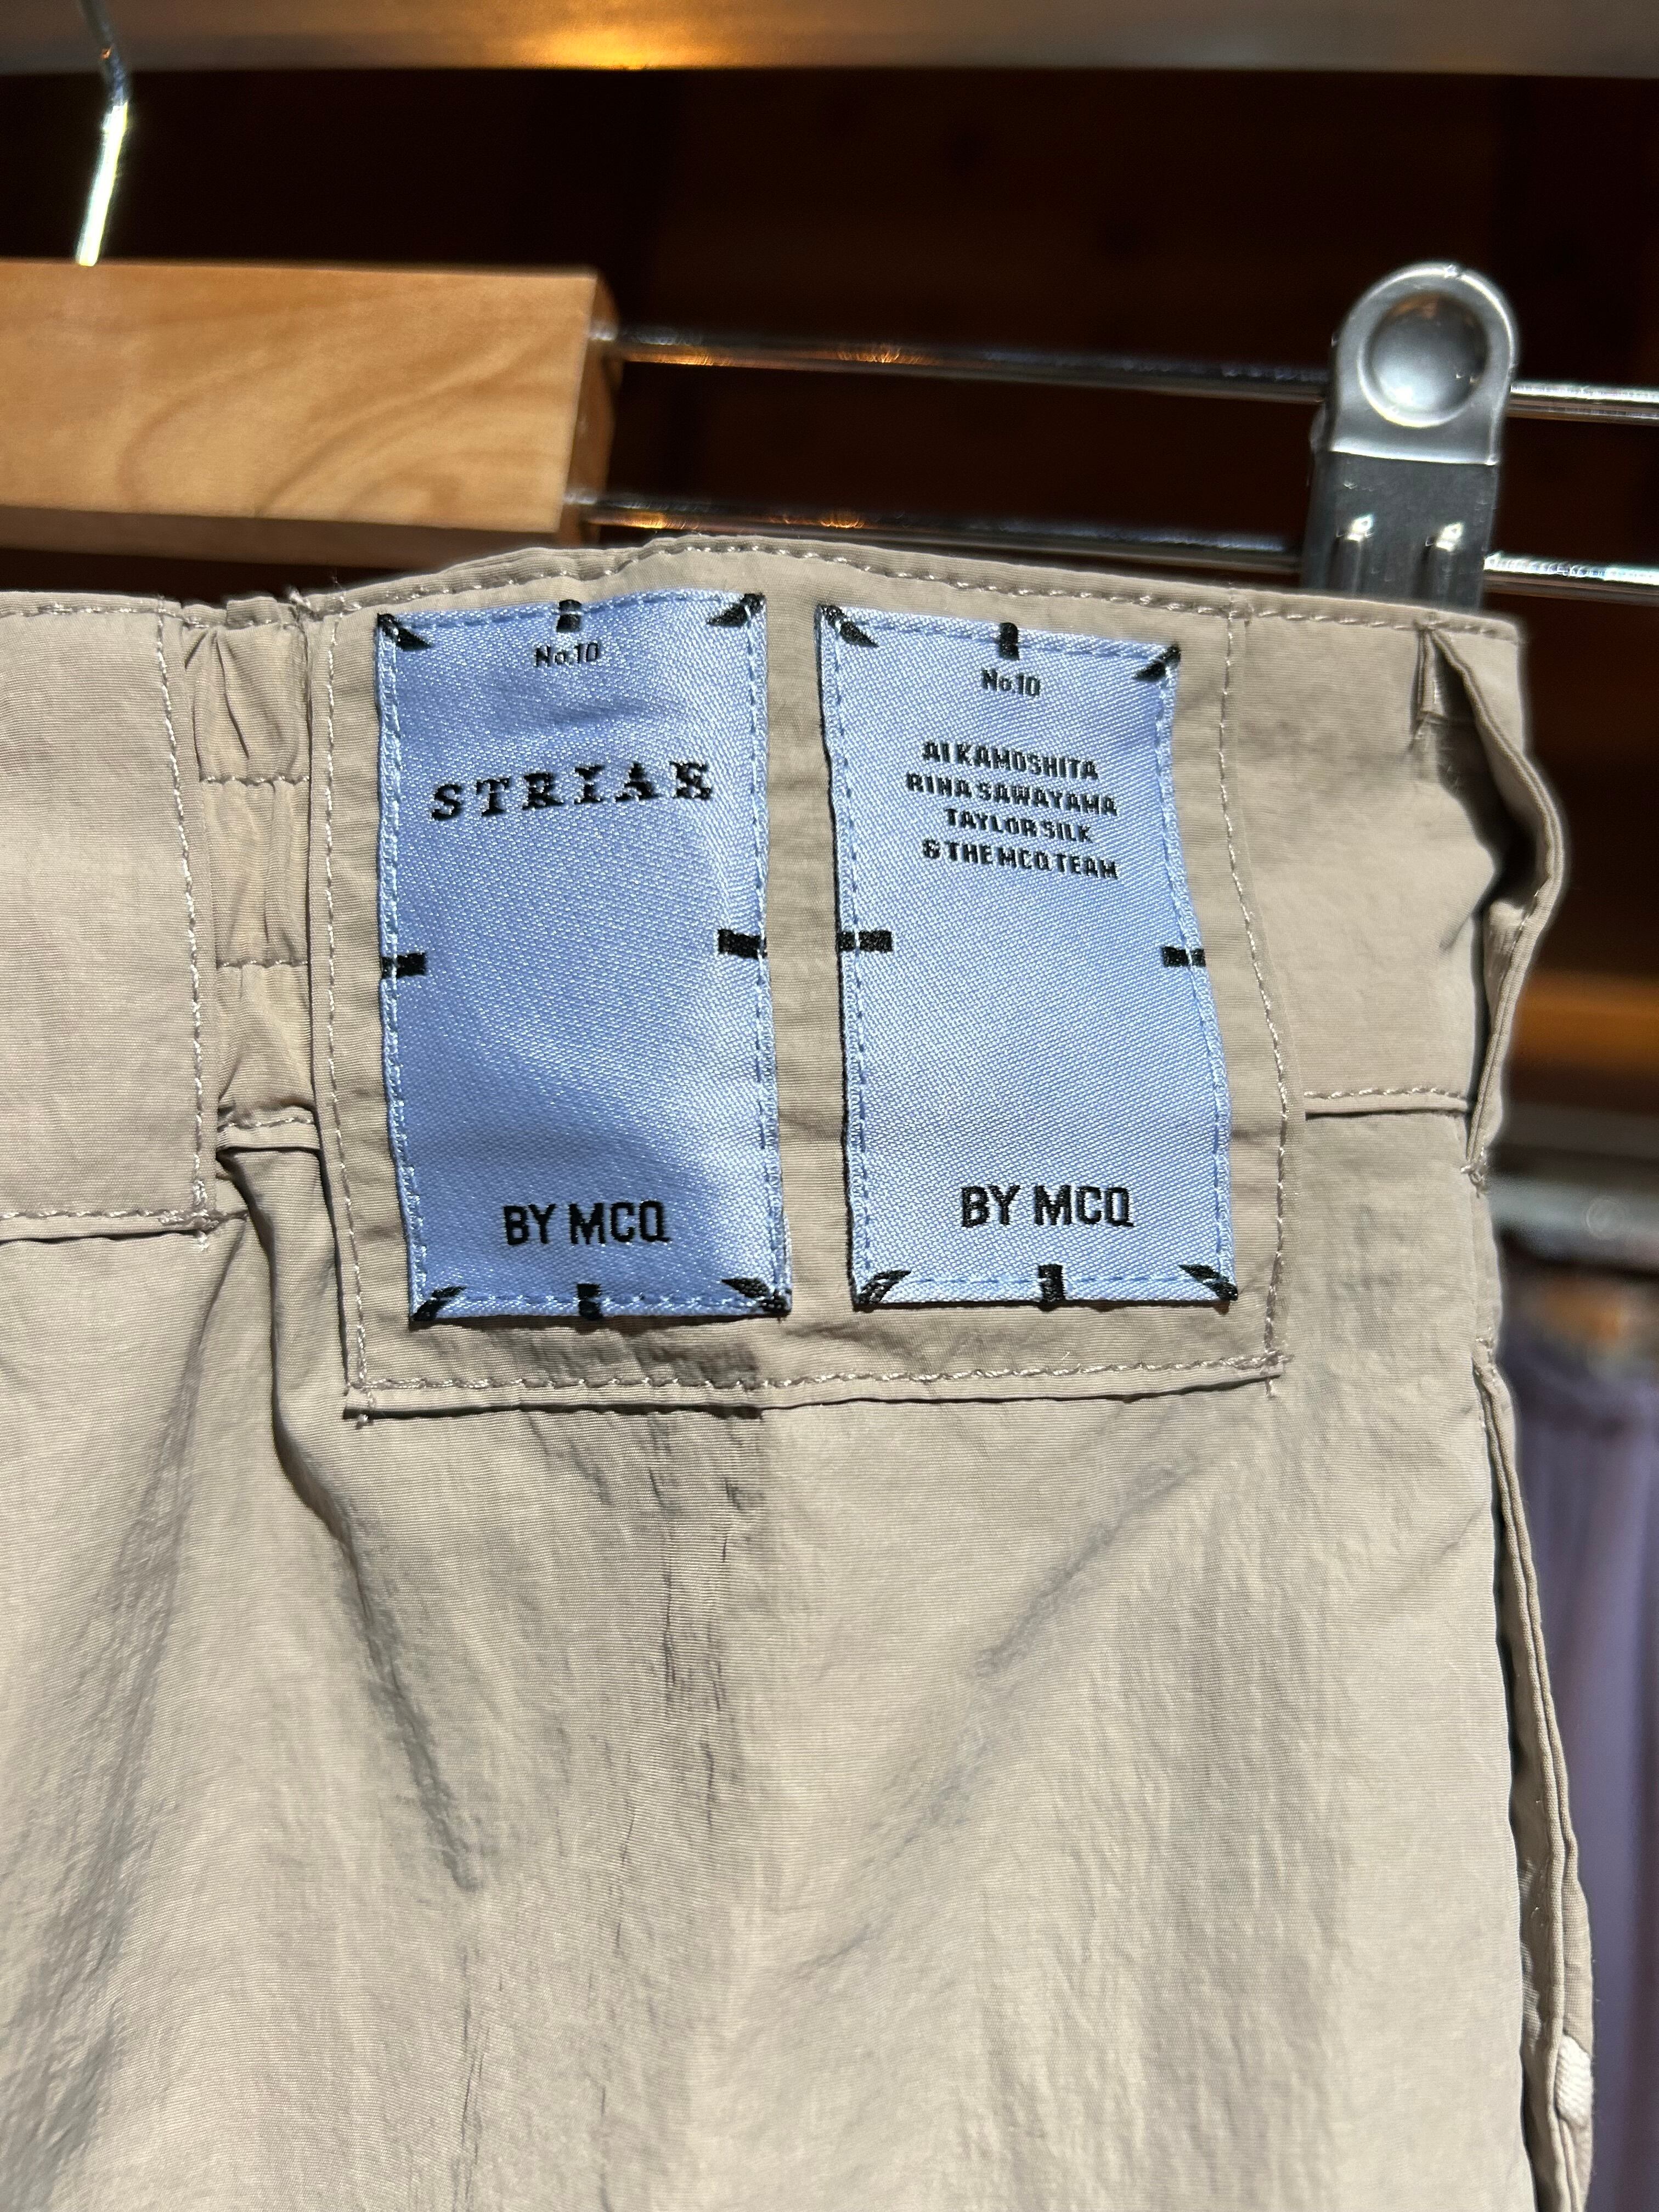 No.10
STRIAE
BY MCQ
No.10
AI KAMOSHITA
RINA SAWAYAMA
TAYLOR SILK
& THE MCQ TEAM
BY MCQ